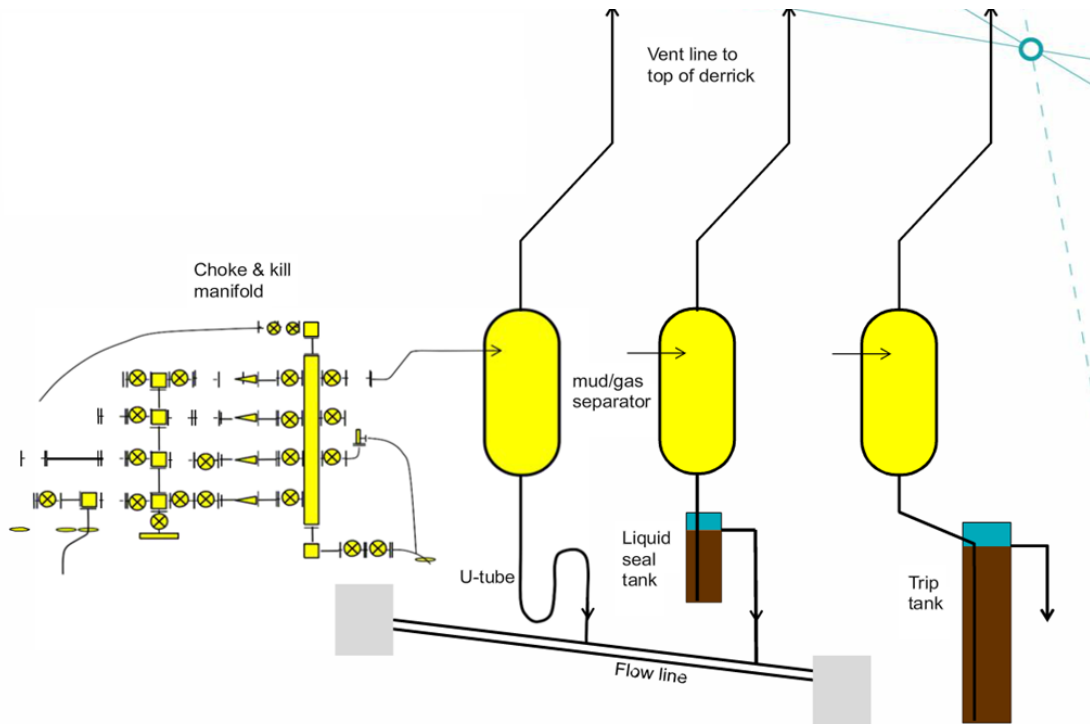 Vent line to
top of derrick
Choke & kill
manifold
mud/gas
separator
U-tube
Liquid
seal
tank
Trip
tank
Flow line